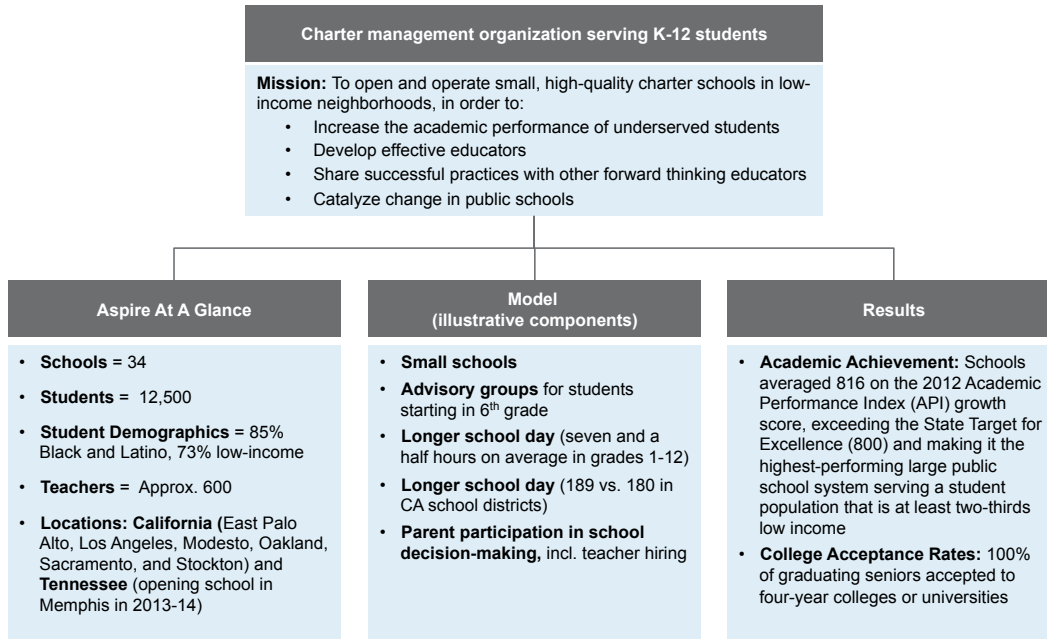 Charter management organization serving K-12 students
Mission: To open and operate small, high-quality charter schools in low-
income neighborhoods, in order to:
• Increase the academic performance of underserved students
• Develop effective educators
• Share successful practices with other forward thinking educators
• Catalyze change in public schools
Aspire At A Glance
• Schools = 34
• Students = 12,500
• Student Demographics = 85%
Black and Latino, 73% low-income
• Teachers = Approx. 600
• Locations: California (East Palo
Alto, Los Angeles, Modesto, Oakland,
Sacramento, and Stockton) and
Tennessee (opening school in
Memphis in 2013-14)
Model
(illustrative components)
• Small schools
• Advisory groups for students
starting in 6th grade
• Longer school day (seven and a
half hours on average in grades 1-12)
• Longer school day (189 vs. 180 in
CA school districts)
• Parent participation in school
decision-making, incl. teacher hiring
Results
• Academic Achievement: Schools
averaged 816 on the 2012 Academic
Performance Index (API) growth
score, exceeding the State Target for
Excellence (800) and making it the
highest-performing large public
school system serving a student
population that is at least two-thirds
low income
• College Acceptance Rates: 100%
of graduating seniors accepted to
four-year colleges or universities